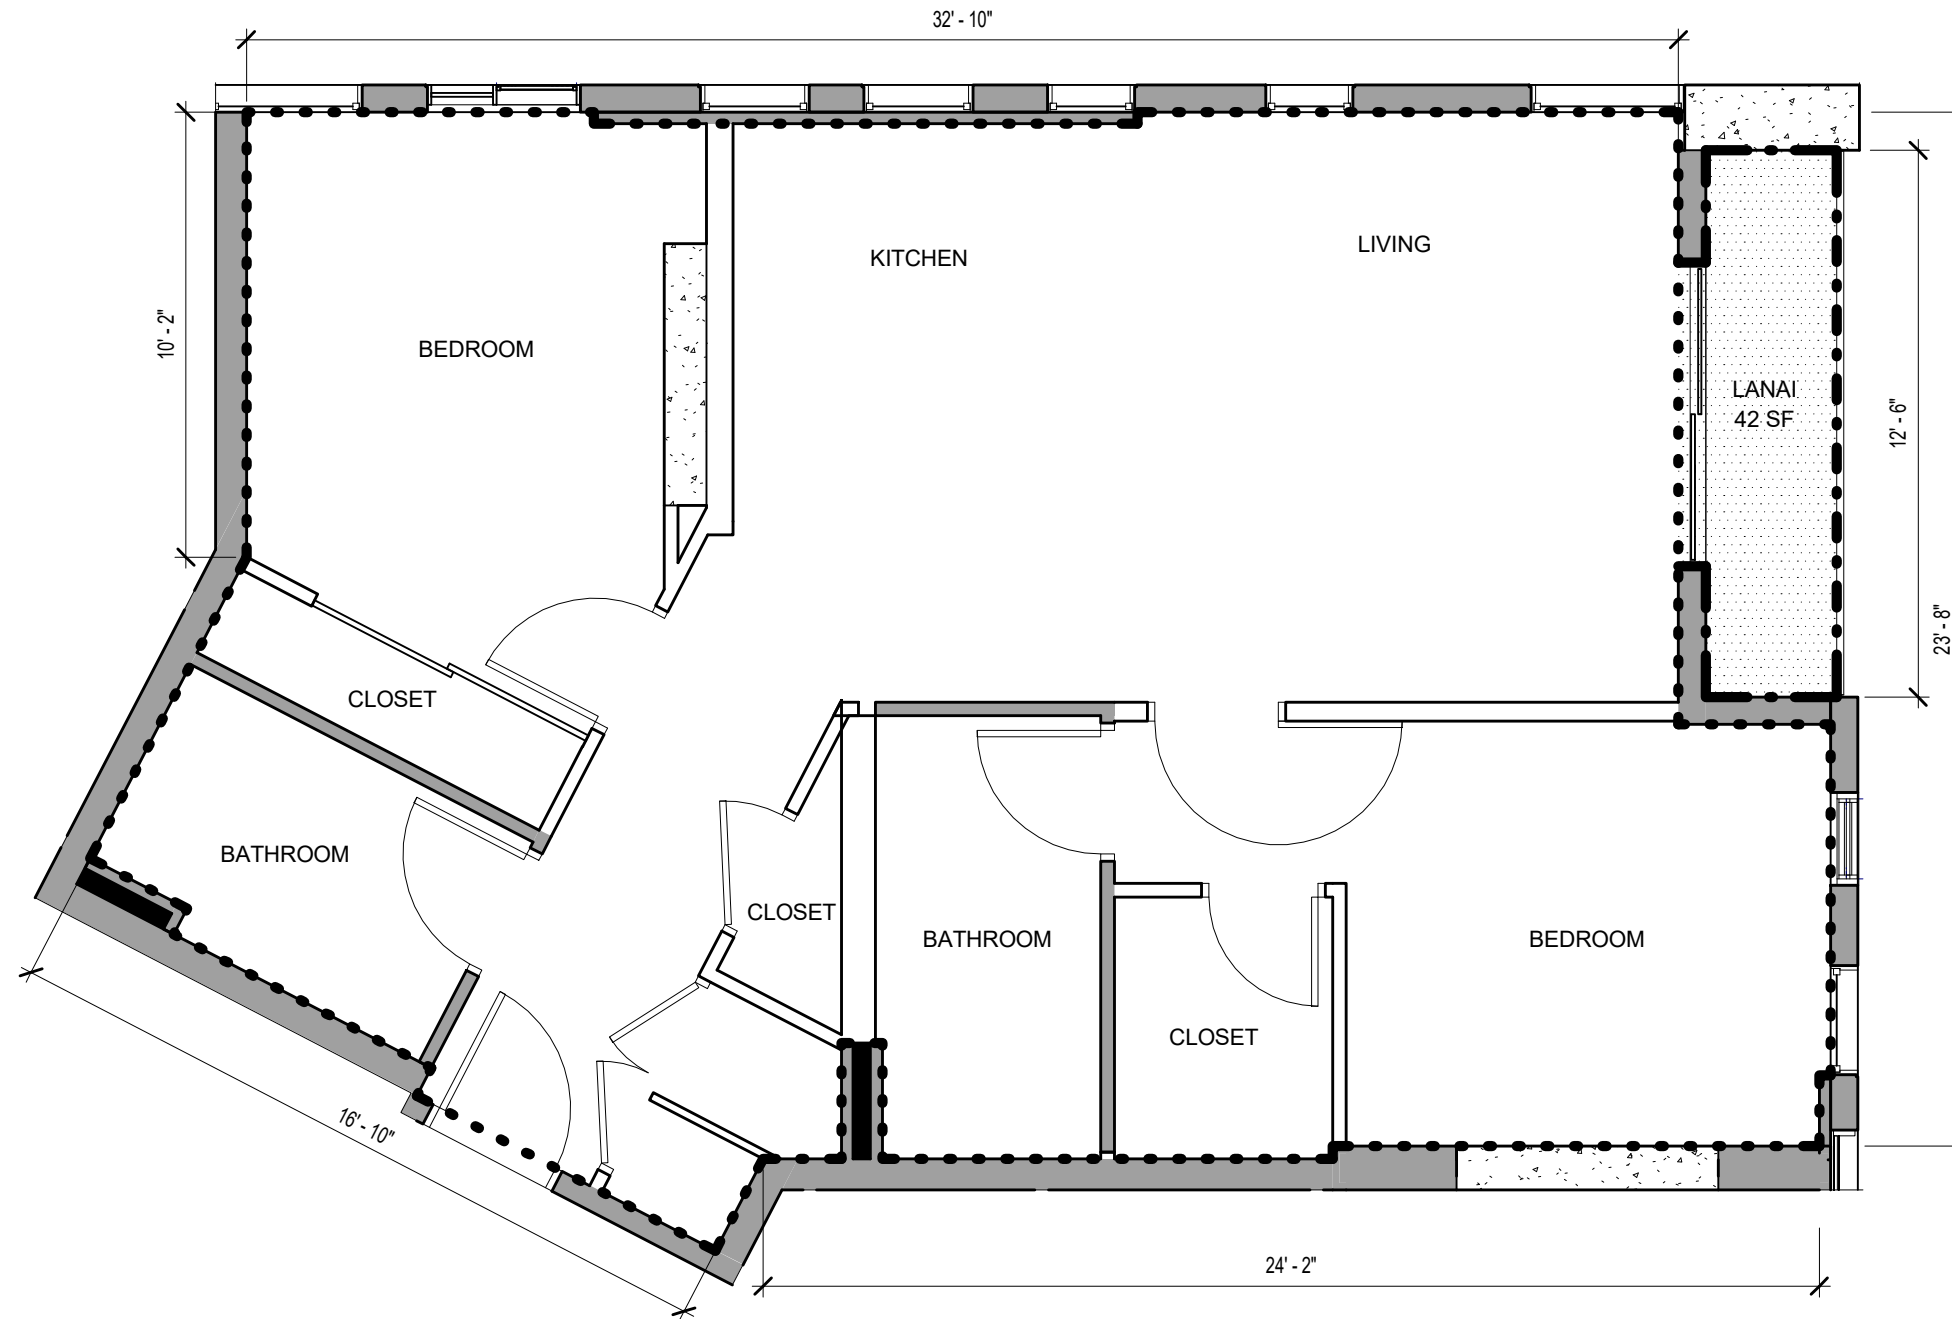 32' - 10"
10' - 2"
KITCHEN
LIVING
BEDROOM
LANAI
42 SF
12' - 6"
23' - 8"
CLOSET
BATHROOM
CLOSET
BATHROOM
BEDROOM
CLOSET
16' - 10"
24' - 2"